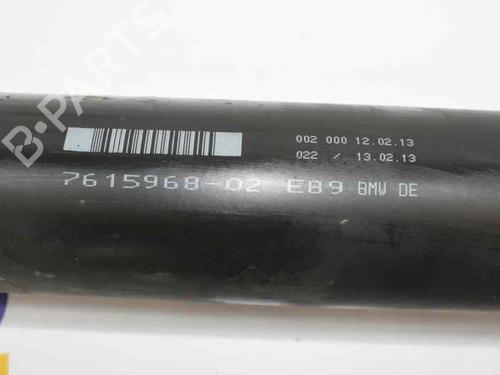 B-PARTS
002 000 12.02.13
022 / 13.02.13
7615968-02 E89 BMW DE